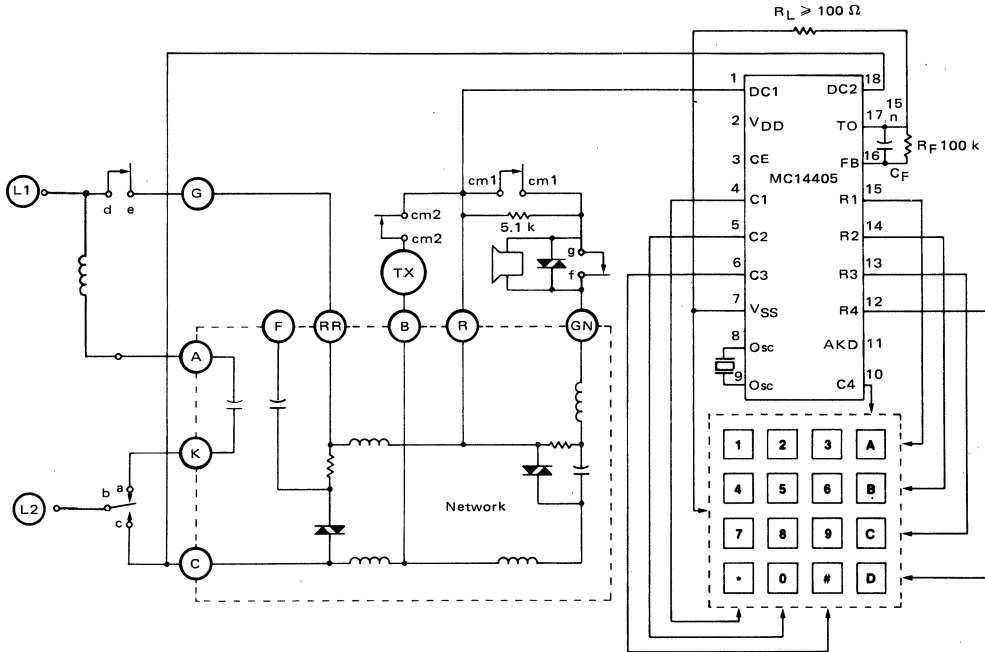 R_L ≥ 100 Ω
1 DC1 DC2 18
2 V_DD TO 17 15 n
3 CE FB 16 C_F R_F 100 k
MC14405
4 C1 R1 15
5 C2 R2 14
6 C3 R3 13
7 V_SS R4 12
8 Osc AKD 11
9 Osc C4 10
L1
d e
G
cm2
cm2
TX
cm1 cm1
5.1 k
g
f
F RR B R GN
A
K
L2
a
b
c
C
Network
1 2 3 A
4 5 6 B
7 8 9 C
* 0 # D